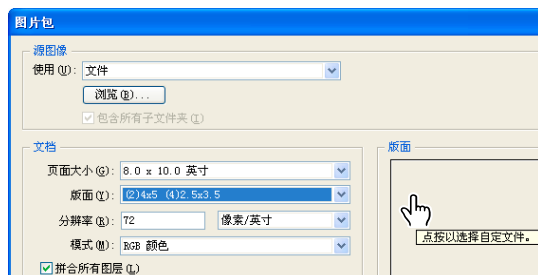 图片包
源图像
使用(U): 文件
浏览(B)...
包含所有子文件夹(I)
文档
版面
页面大小(G): 8.0 x 10.0 英寸
版面(Y): (2)4x5 (4)2.5x3.5
分辨率(R): 72 像素/英寸
点按以选择自定文件。
模式(M): RGB 颜色
拼合所有图层(L)